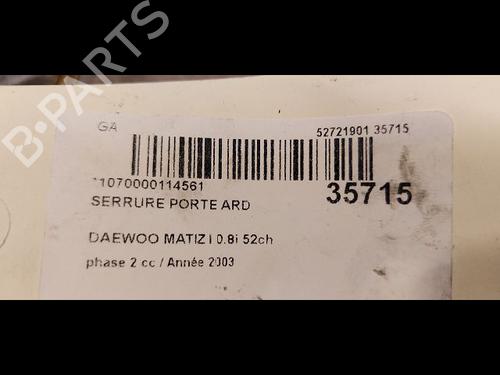 B-PARTS
GA
52721901 35715
*1070000114561
35715
SERRURE PORTE ARD
DAEWOO MATIZ I 0.8i 52ch
phase 2 cc / Année 2003